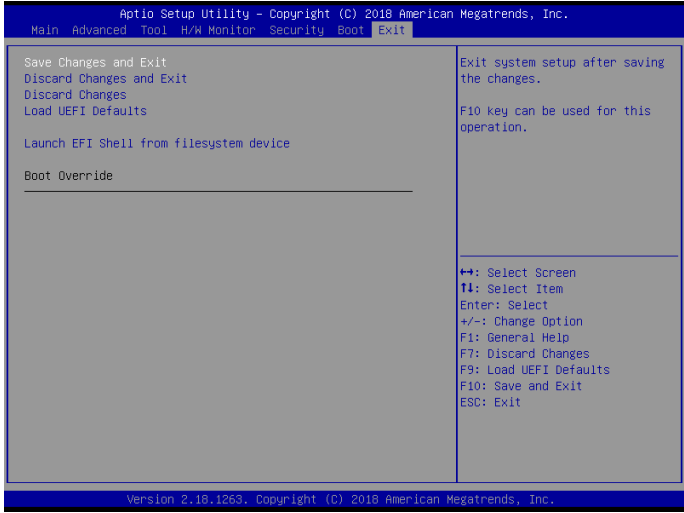 Aptio Setup Utility – Copyright (C) 2018 American Megatrends, Inc.
Main Advanced Tool H/W Monitor Security Boot Exit
Save Changes and Exit
Discard Changes and Exit
Discard Changes
Load UEFI Defaults
Launch EFI Shell from filesystem device
Boot Override
Exit system setup after saving
the changes.
F10 key can be used for this
operation.
↔: Select Screen
↑↓: Select Item
Enter: Select
+/-: Change Option
F1: General Help
F7: Discard Changes
F9: Load UEFI Defaults
F10: Save and Exit
ESC: Exit
Version 2.18.1263. Copyright (C) 2018 American Megatrends, Inc.